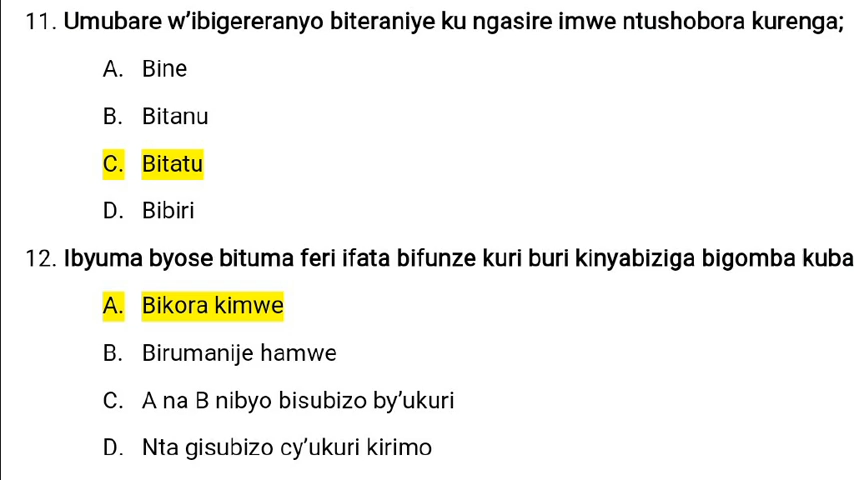 11. Umubare w’ibigereranyo biteraniye ku ngasire imwe ntushobora kurenga;
A. Bine
B. Bitanu
C. Bitatu
D. Bibiri
12. Ibyuma byose bituma feri ifata bifunze kuri buri kinyabiziga bigomba kuba
A. Bikora kimwe
B. Birumanije hamwe
C. A na B nibyo bisubizo by’ukuri
D. Nta gisubizo cy’ukuri kirimo